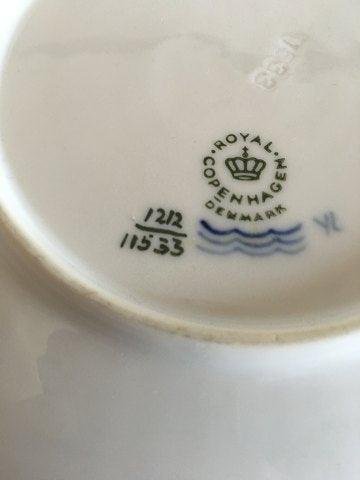 ROYAL
COPENHAGEN
DENMARK
1212
11533